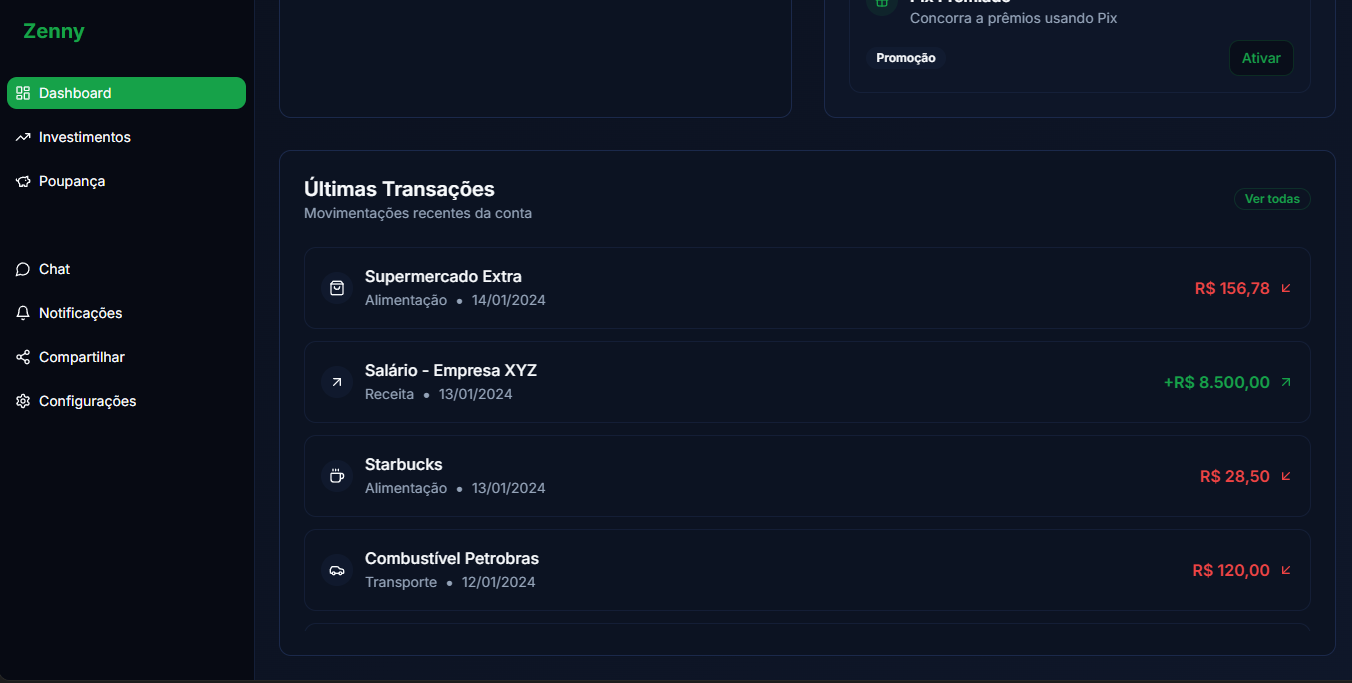 Zenny
Dashboard
Investimentos
Poupança
Chat
Notificações
Compartilhar
Configurações
Pix Premiado
Concorra a prêmios usando Pix
Promoção
Ativar
Últimas Transações
Movimentações recentes da conta
Ver todas
Supermercado Extra
Alimentação • 14/01/2024
R$ 156,78
Salário - Empresa XYZ
Receita • 13/01/2024
+R$ 8.500,00
Starbucks
Alimentação • 13/01/2024
R$ 28,50
Combustível Petrobras
Transporte • 12/01/2024
R$ 120,00